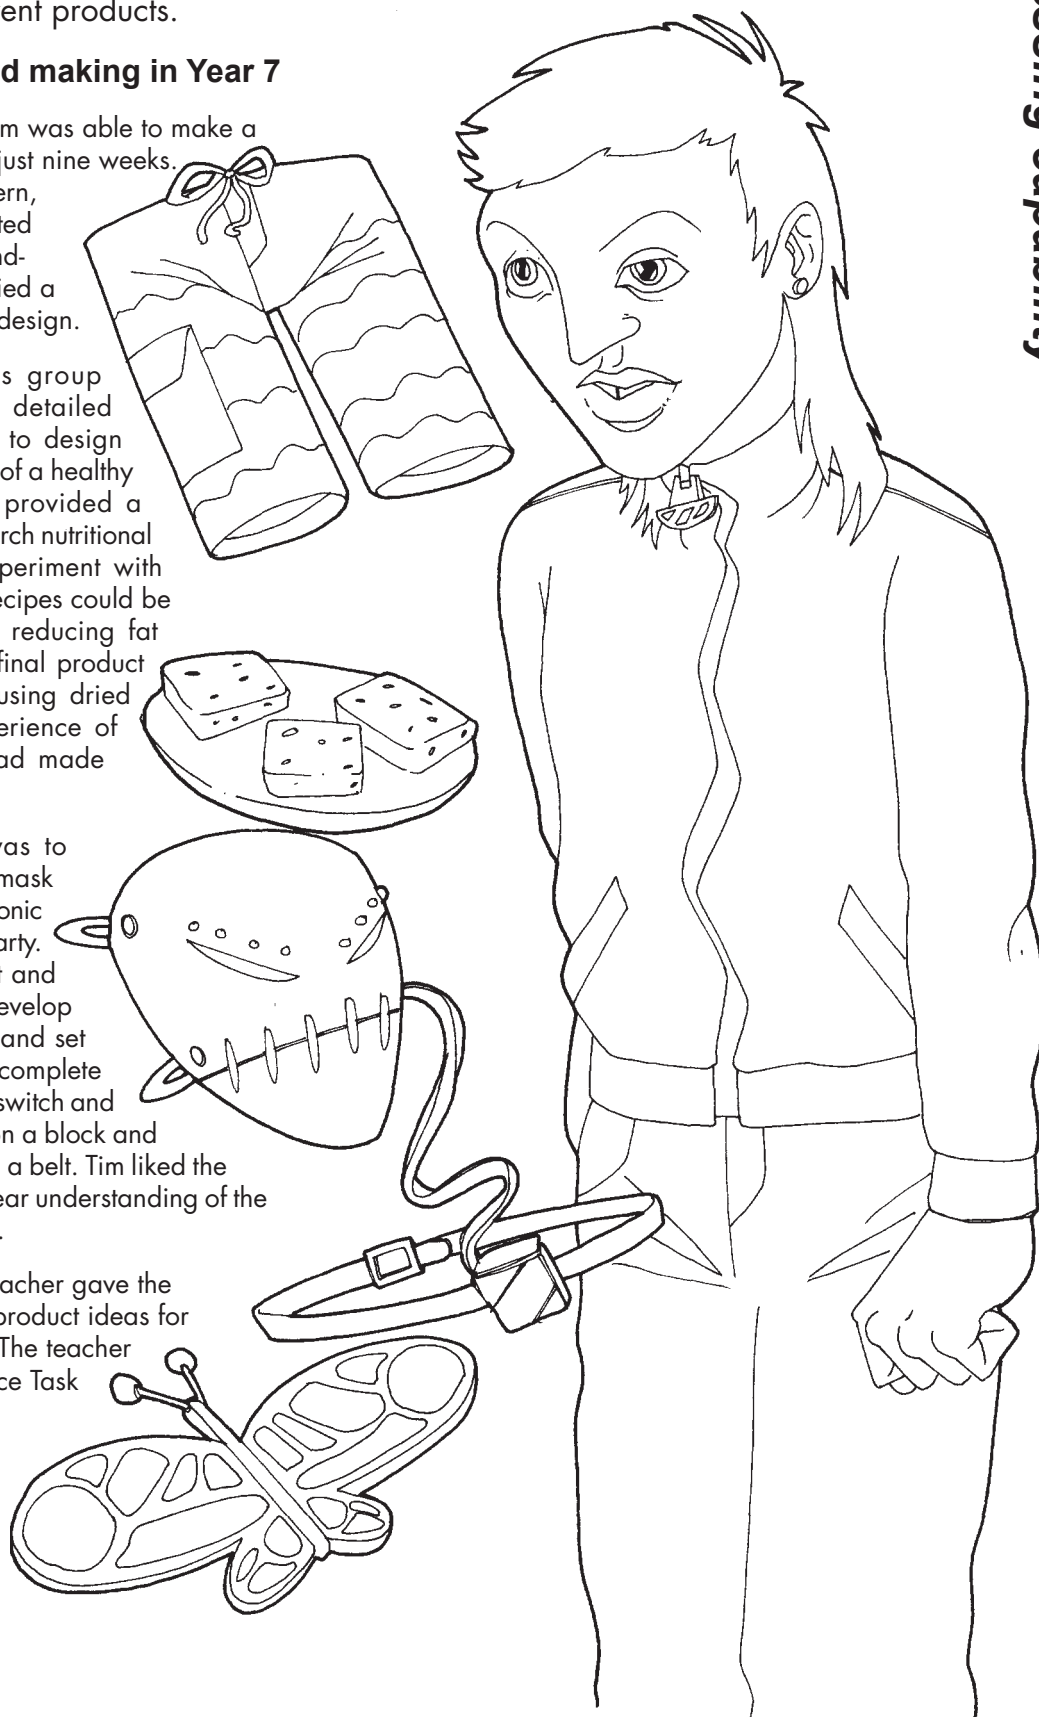 ent products.
d making in Year 7
m was able to make a
just nine weeks.
ern,
ted
nd-
ied a
design.
s group
detailed
to design
of a healthy
provided a
rch nutritional
periment with
ecipes could be
reducing fat
final product
using dried
erience of
ad made
vas to
mask
onic
arty.
t and
evelop
and set
complete
switch and
n a block and
a belt. Tim liked the
ear understanding of the
.
acher gave the
product ideas for
The teacher
ce Task
capability